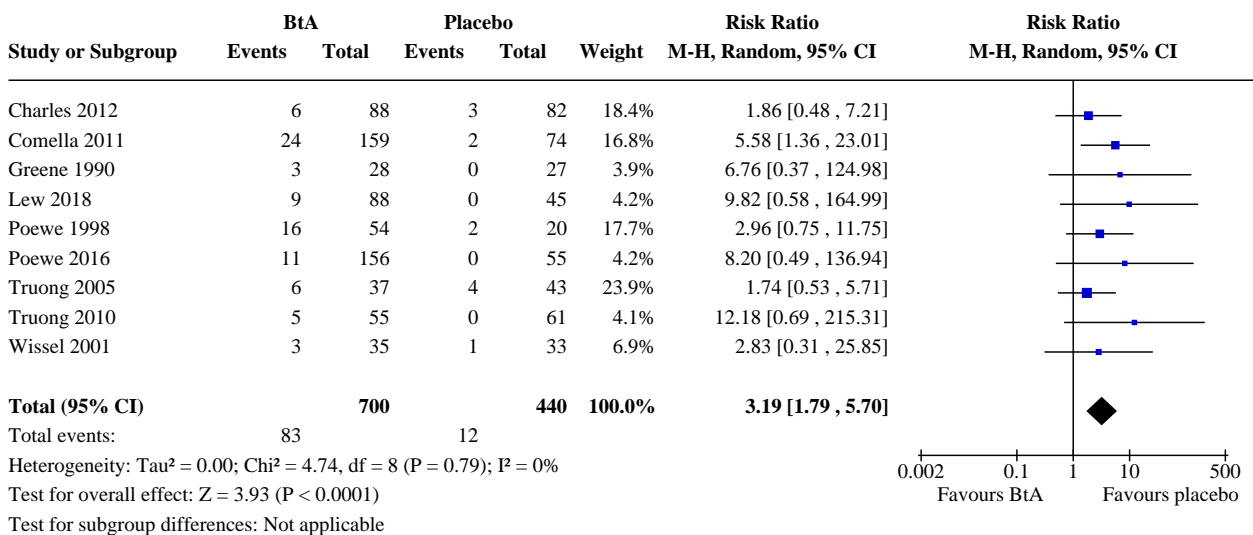 BtA Placebo Risk Ratio Risk Ratio
Study or Subgroup Events Total Events Total Weight M-H, Random, 95% CI M-H, Random, 95% CI
Charles 2012 6 88 3 82 18.4% 1.86 [0.48 , 7.21]
Comella 2011 24 159 2 74 16.8% 5.58 [1.36 , 23.01]
Greene 1990 3 28 0 27 3.9% 6.76 [0.37 , 124.98]
Lew 2018 9 88 0 45 4.2% 9.82 [0.58 , 164.99]
Poewe 1998 16 54 2 20 17.7% 2.96 [0.75 , 11.75]
Poewe 2016 11 156 0 55 4.2% 8.20 [0.49 , 136.94]
Truong 2005 6 37 4 43 23.9% 1.74 [0.53 , 5.71]
Truong 2010 5 55 0 61 4.1% 12.18 [0.69 , 215.31]
Wissel 2001 3 35 1 33 6.9% 2.83 [0.31 , 25.85]
Total (95% CI) 700 440 100.0% 3.19 [1.79 , 5.70]
Total events: 83 12
Heterogeneity: Tau² = 0.00; Chi² = 4.74, df = 8 (P = 0.79); I² = 0%
0.002 0.1 1 10 500
Test for overall effect: Z = 3.93 (P < 0.0001)
Favours BtA Favours placebo
Test for subgroup differences: Not applicable